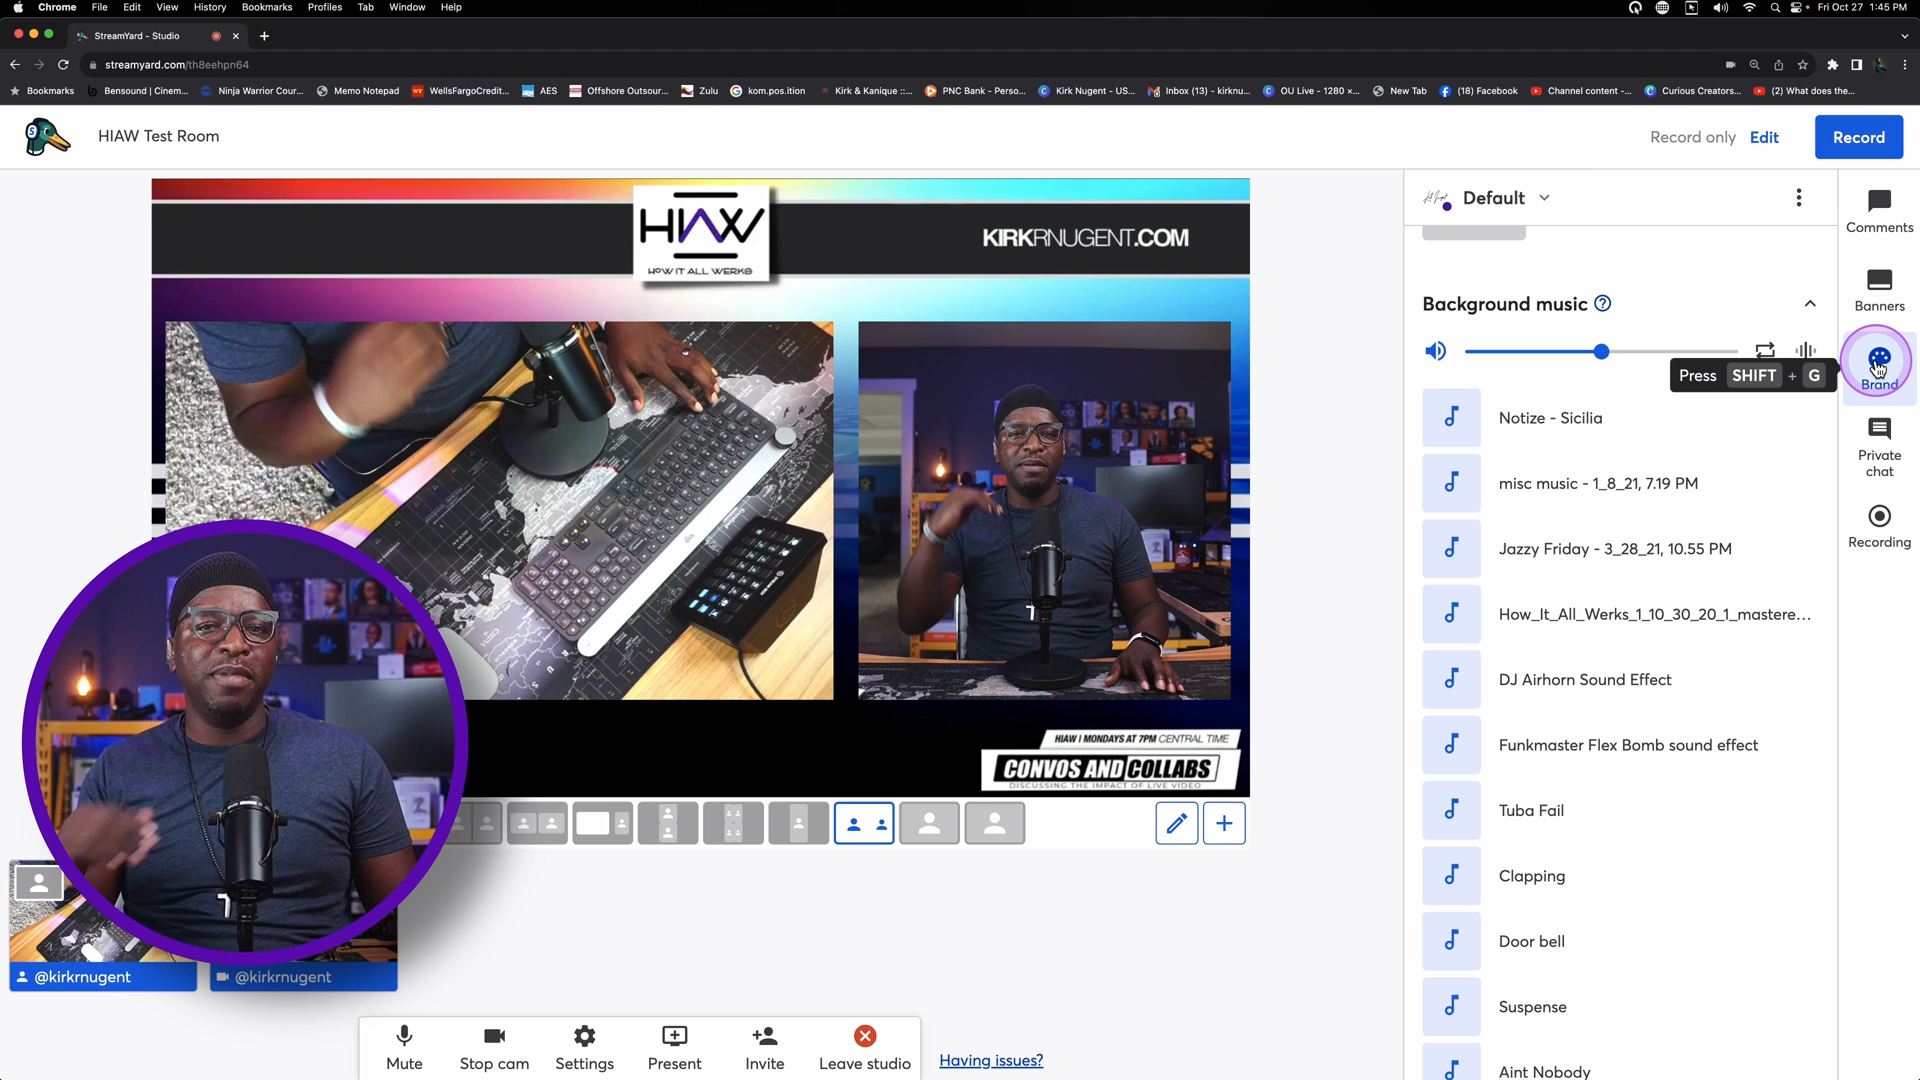 Chrome File Edit View History Bookmarks Profiles Tab Window Help
Fri Oct 27 1:45 PM
StreamYard - Studio
streamyard.com/th8eehpn64
Bookmarks Bensound | Cinem... Ninja Warrior Cour... Memo Notepad WellsFargoCredit... AES Offshore Outsour... Zulu kom.pos.ition Kirk & Kanique ::... PNC Bank - Perso... Kirk Nugent - US... Inbox (13) - kirknu... OU Live - 1280 ×... New Tab (18) Facebook Channel content -... Curious Creators... (2) What does the...
HIAW Test Room
Record only Edit Record
HIAW
HOW IT ALL WERKS
KIRKRNUGENT.COM
HIAW | MONDAYS AT 7PM CENTRAL TIME
CONVOS AND COLLABS
DISCUSSING THE IMPACT OF LIVE VIDEO
@kirkrnugent
@kirkrnugent
Mute
Stop cam
Settings
Present
Invite
Leave studio
Having issues?
Default
Background music
Press SHIFT + G
Notize - Sicilia
misc music - 1_8_21, 7.19 PM
Jazzy Friday - 3_28_21, 10.55 PM
How_It_All_Werks_1_10_30_20_1_mastere...
DJ Airhorn Sound Effect
Funkmaster Flex Bomb sound effect
Tuba Fail
Clapping
Door bell
Suspense
Aint Nobody
Comments
Banners
Brand
Private
chat
Recording